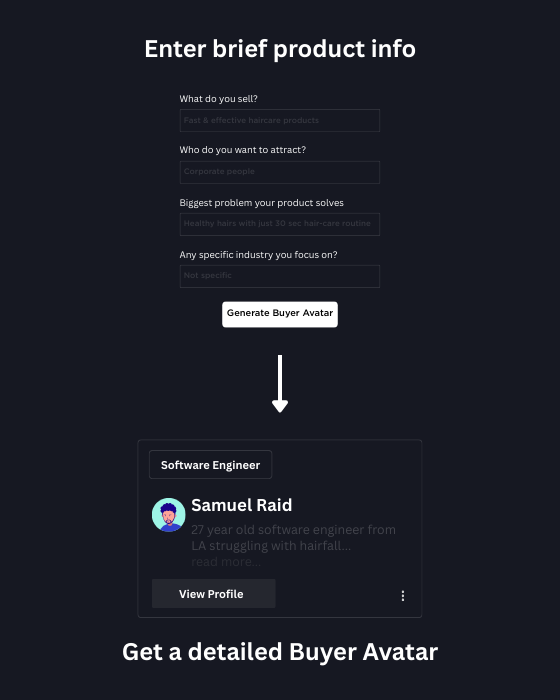 Enter brief product info
What do you sell?
Fast & effective haircare products
Who do you want to attract?
Corporate people
Biggest problem your product solves
Healthy hairs with just 30 sec hair-care routine
Any specific industry you focus on?
Not specific
Generate Buyer Avatar
Software Engineer
Samuel Raid
27 year old software engineer from
LA struggling with hairfall...
read more...
View Profile
Get a detailed Buyer Avatar